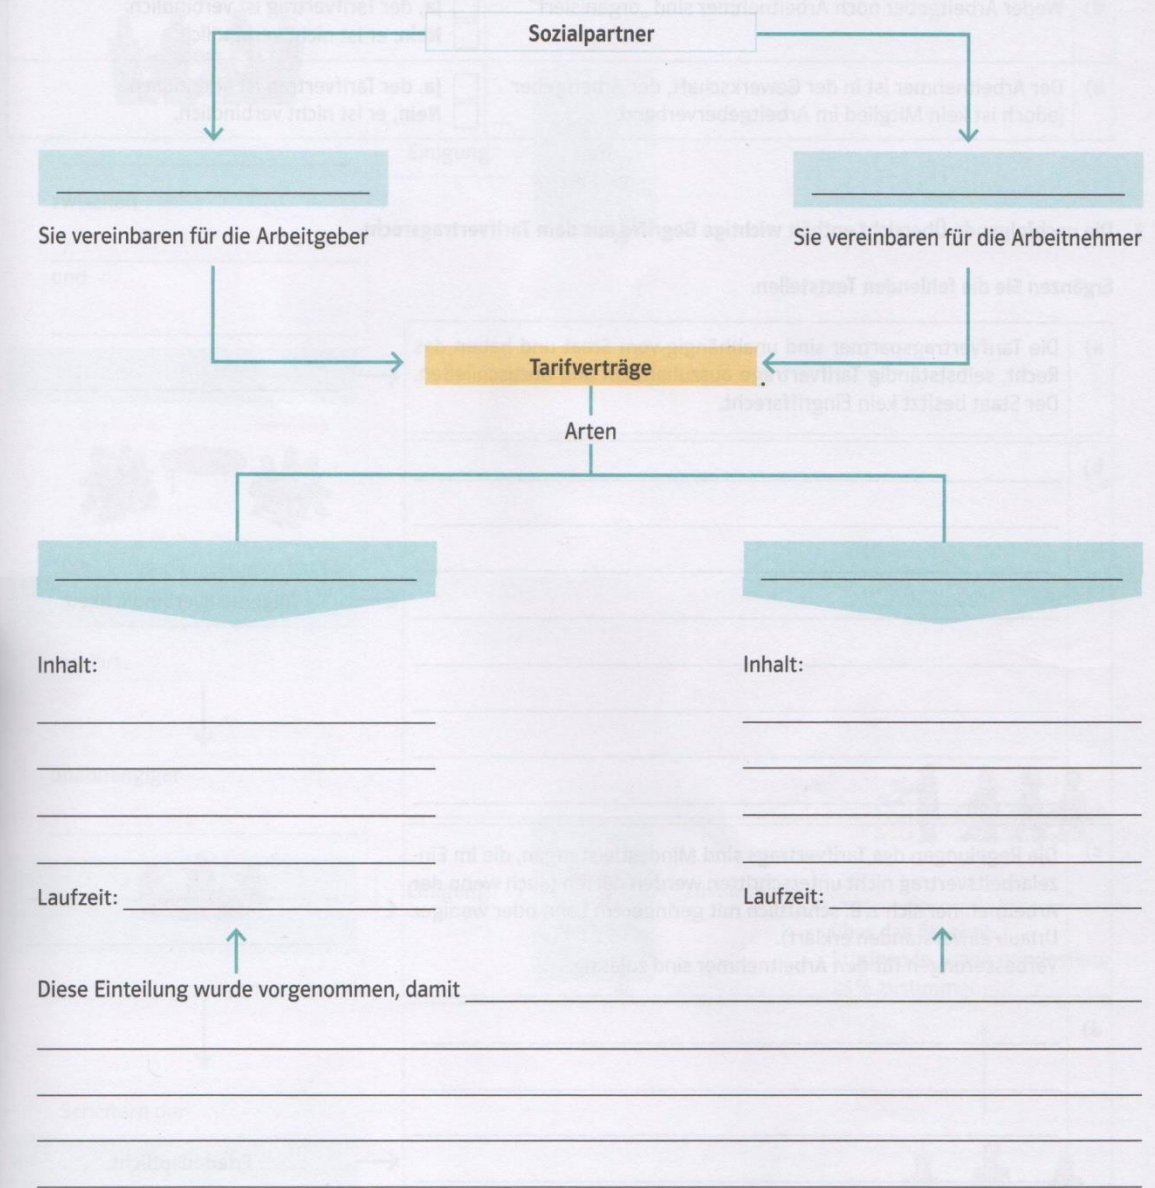 Sozialpartner
Sie vereinbaren für die Arbeitgeber
Sie vereinbaren für die Arbeitnehmer
Tarifverträge
Arten
Inhalt:
Inhalt:
Laufzeit:
Laufzeit:
Diese Einteilung wurde vorgenommen, damit